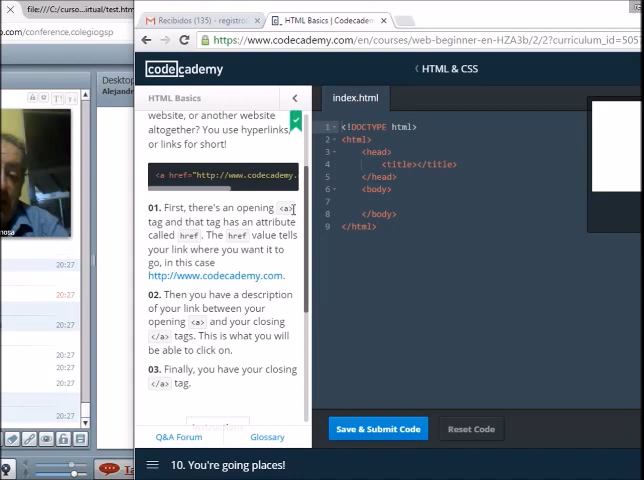 file:///C:/curso...irtual/test.htm
Recibidos (135) - registro
HTML Basics | Codecadem
om/conference.colegiogsp
https://www.codecademy.com/en/courses/web-beginner-en-HZA3b/2/2?curriculum_id=505
codecademy
HTML & CSS
Desktop
Alejandr
HTML Basics
index.html
website, or another website
altogether? You use hyperlinks,
or links for short!
<a href="http://www.codecademy.
01. First, there's an opening <a>
tag and that tag has an attribute
called href. The href value tells
your link where you want it to
go, in this case
http://www.codecademy.com.
02. Then you have a description
of your link between your
opening <a> and your closing
</a> tags. This is what you will
be able to click on.
03. Finally, you have your closing
</a> tag.
Instructions
Q&A Forum
Glossary
1 <!DOCTYPE html>
2 <html>
3 <head>
4 <title></title>
5 </head>
6 <body>
7
8 </body>
9 </html>
Save & Submit Code
Reset Code
10. You're going places!
nosa
20:27
20:27
20:27
20:27
20:27
20:27
20:27
Ta